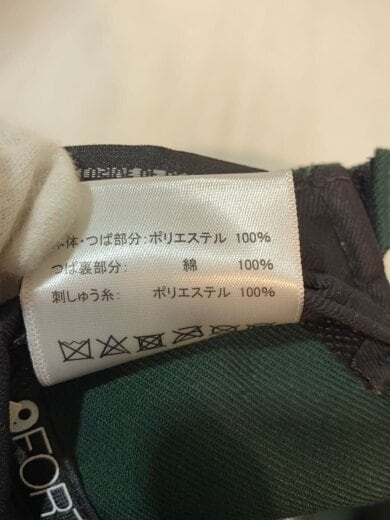 本体・つば部分：ポリエステル 100%
つば裏部分： 綿 100%
刺しゅう糸： ポリエステル 100%